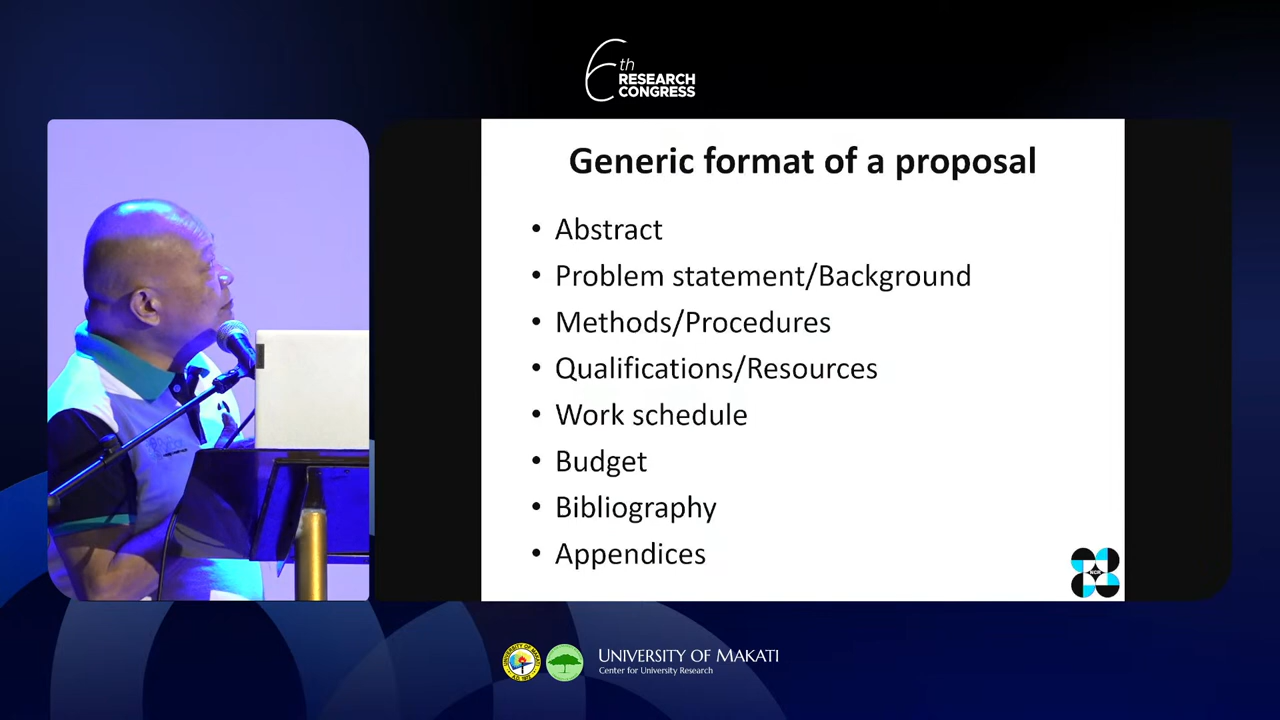 6th
RESEARCH
CONGRESS
Generic format of a proposal
• Abstract
• Problem statement/Background
• Methods/Procedures
• Qualifications/Resources
• Work schedule
• Budget
• Bibliography
• Appendices
UNIVERSITY OF MAKATI
Center for University Research